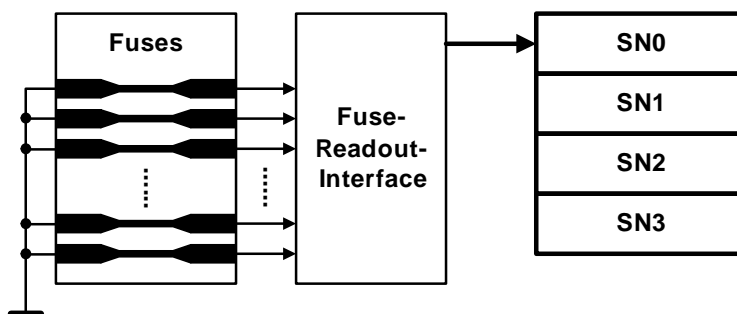 Fuses
Fuse-
Readout-
Interface
SN0
SN1
SN2
SN3